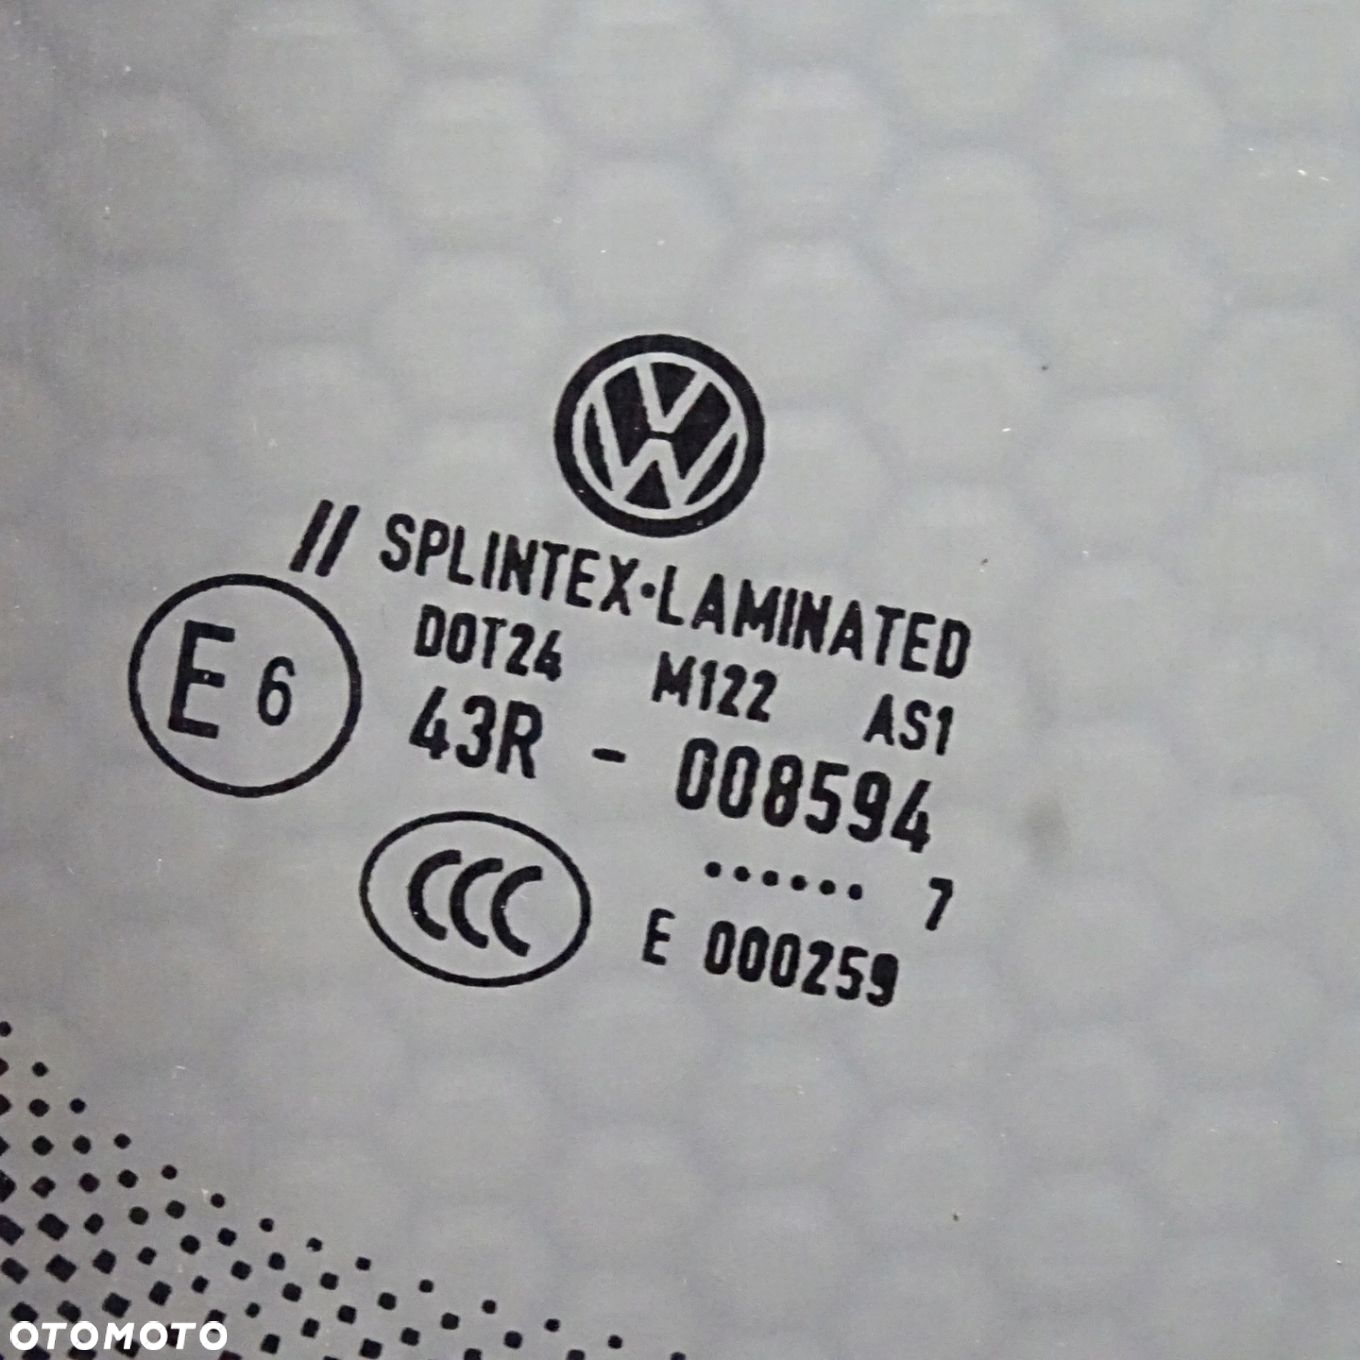 // SPLINTEX·LAMINATED
DOT24 M122 AS1
E 6
43R - 008594
CCC
...... 7
E 000259
OTOMOTO